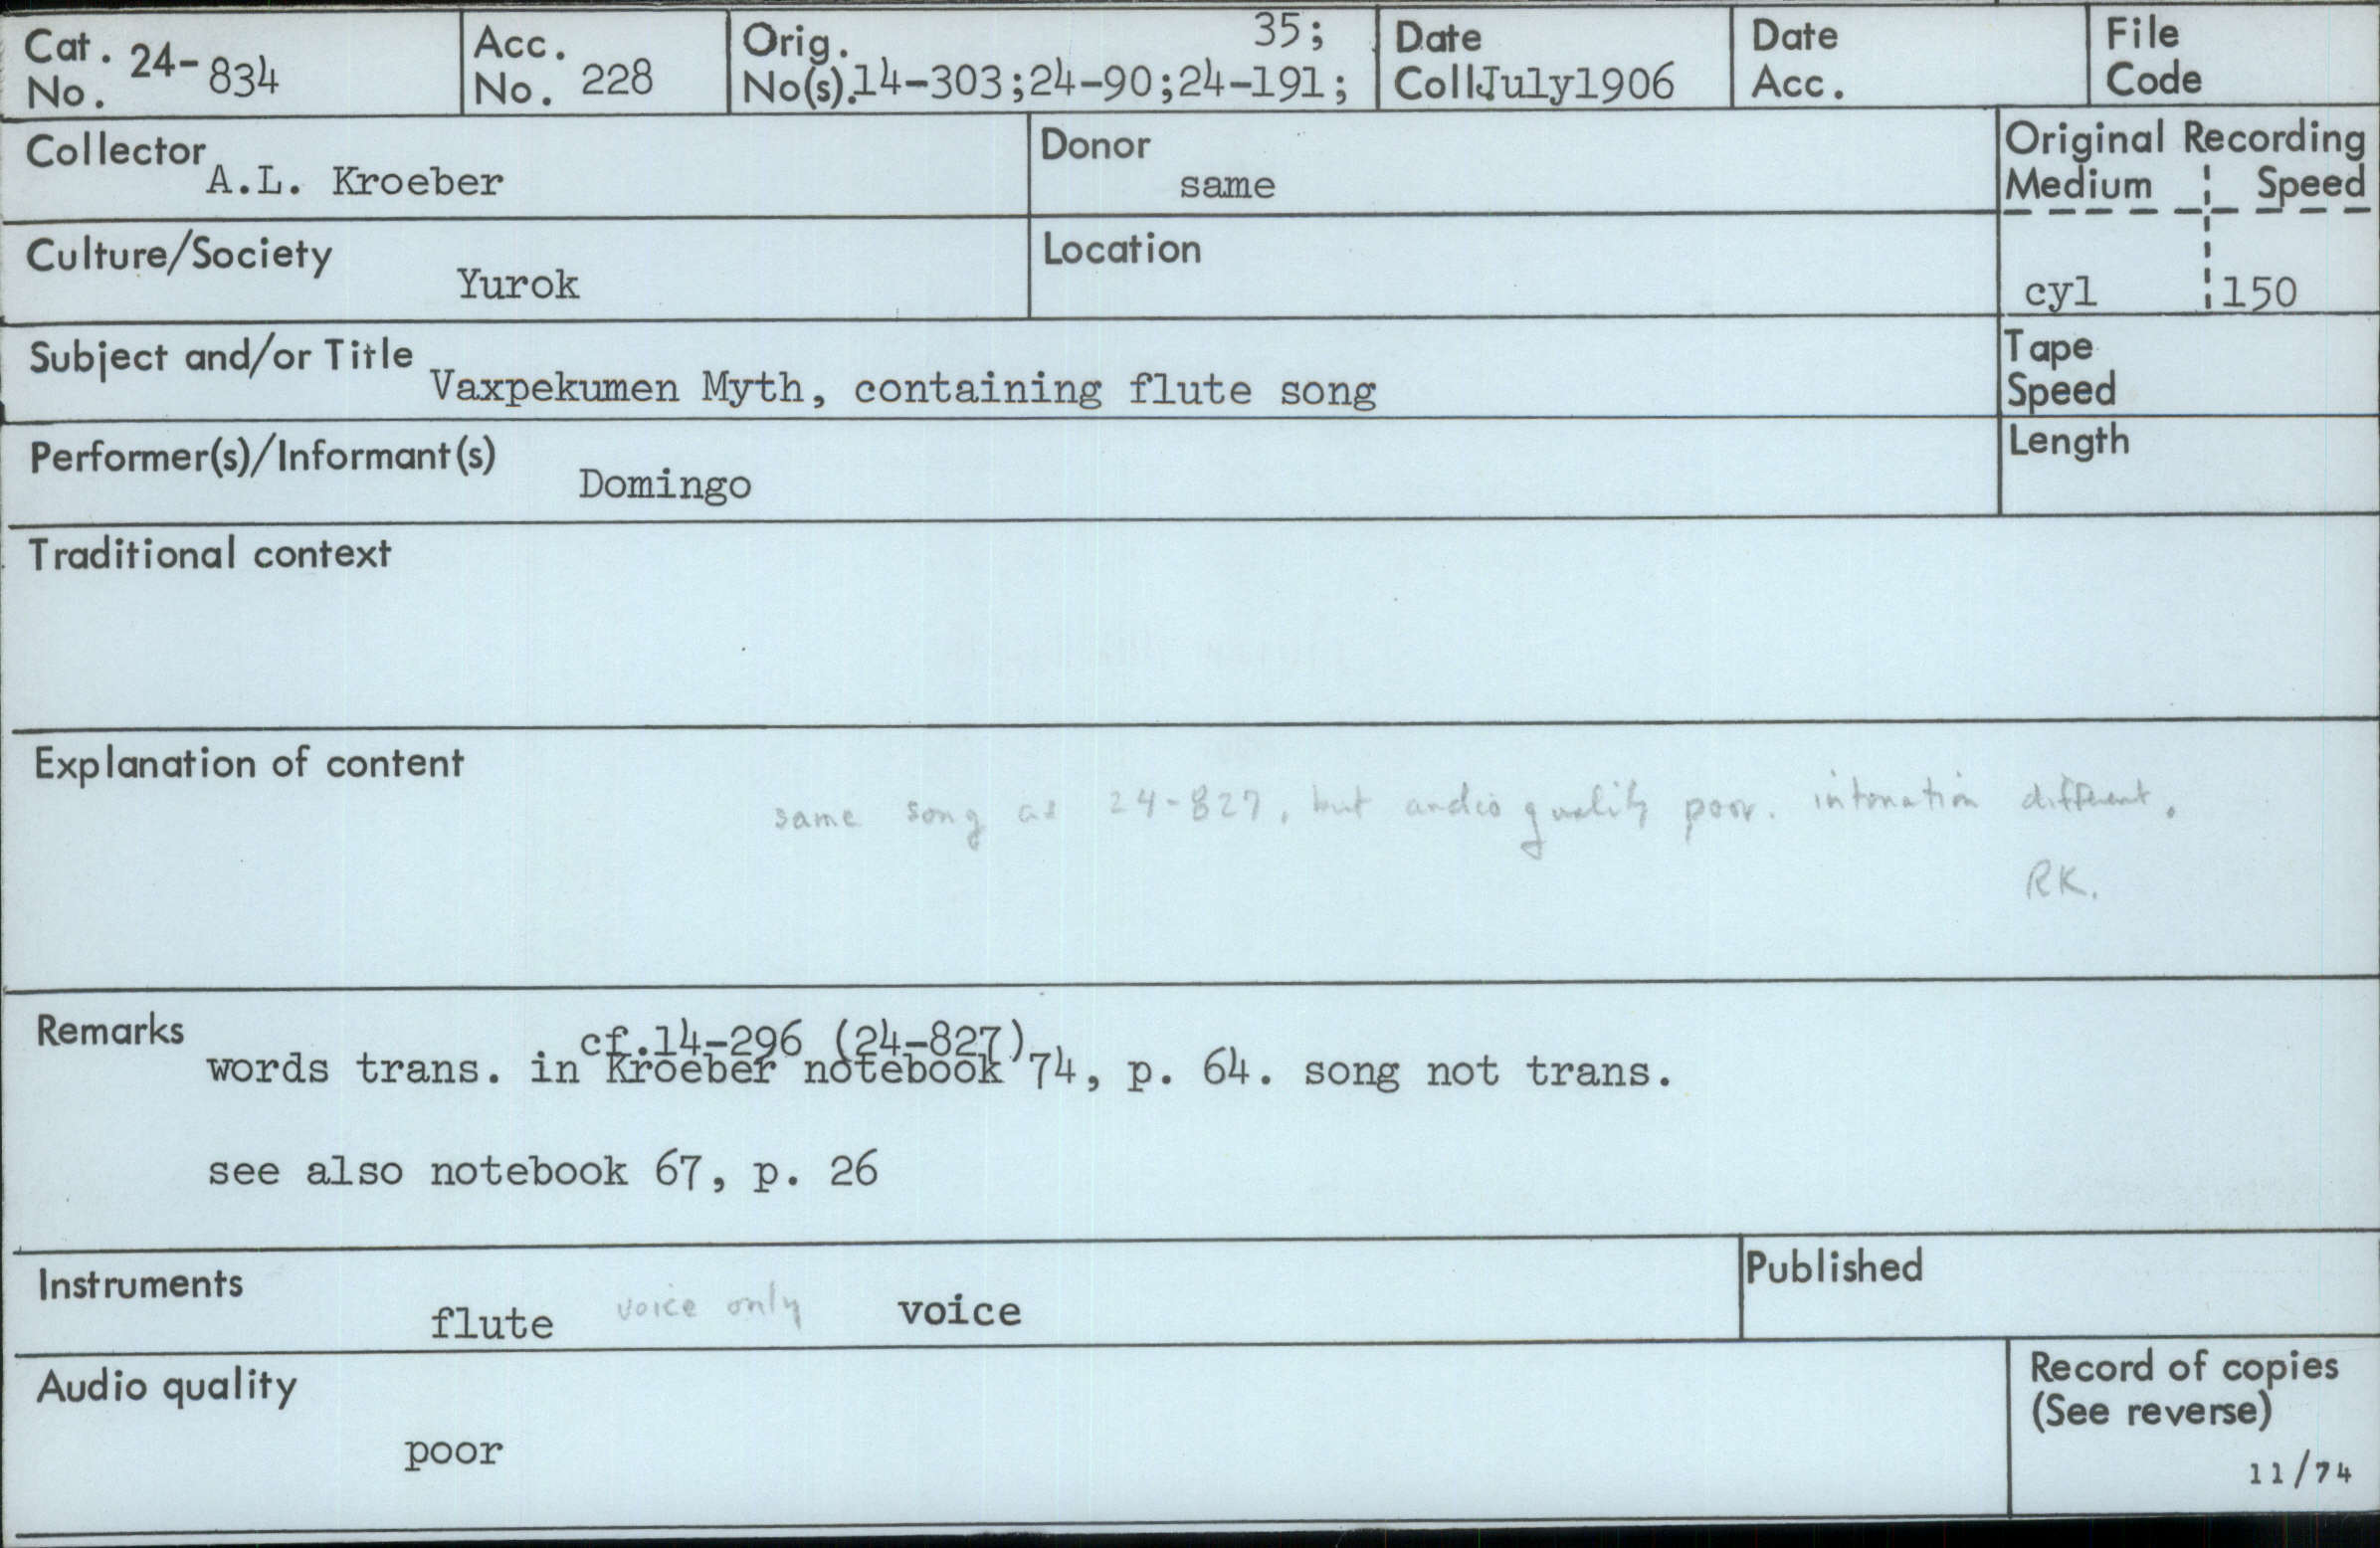 Cat. No. 24-834
Acc. No. 228
Orig. No(s). 35; 14-303;24-90;24-191;
Date Coll. July1906
Date Acc.
File Code
Collector A.L. Kroeber
Donor same
Original Recording
Medium Speed
cyl 150
Culture/Society Yurok
Location
Subject and/or Title Vaxpekumen Myth, containing flute song
Tape Speed
Performer(s)/Informant(s) Domingo
Length
Traditional context
Explanation of content
same song as 24-827, but audio quality poor. intonation different.
RK.
Remarks
cf.14-296 (24-827)
words trans. in Kroeber notebook 74, p. 64. song not trans.
see also notebook 67, p. 26
Instruments flute voice only voice
Published
Audio quality poor
Record of copies
(See reverse)
11/74